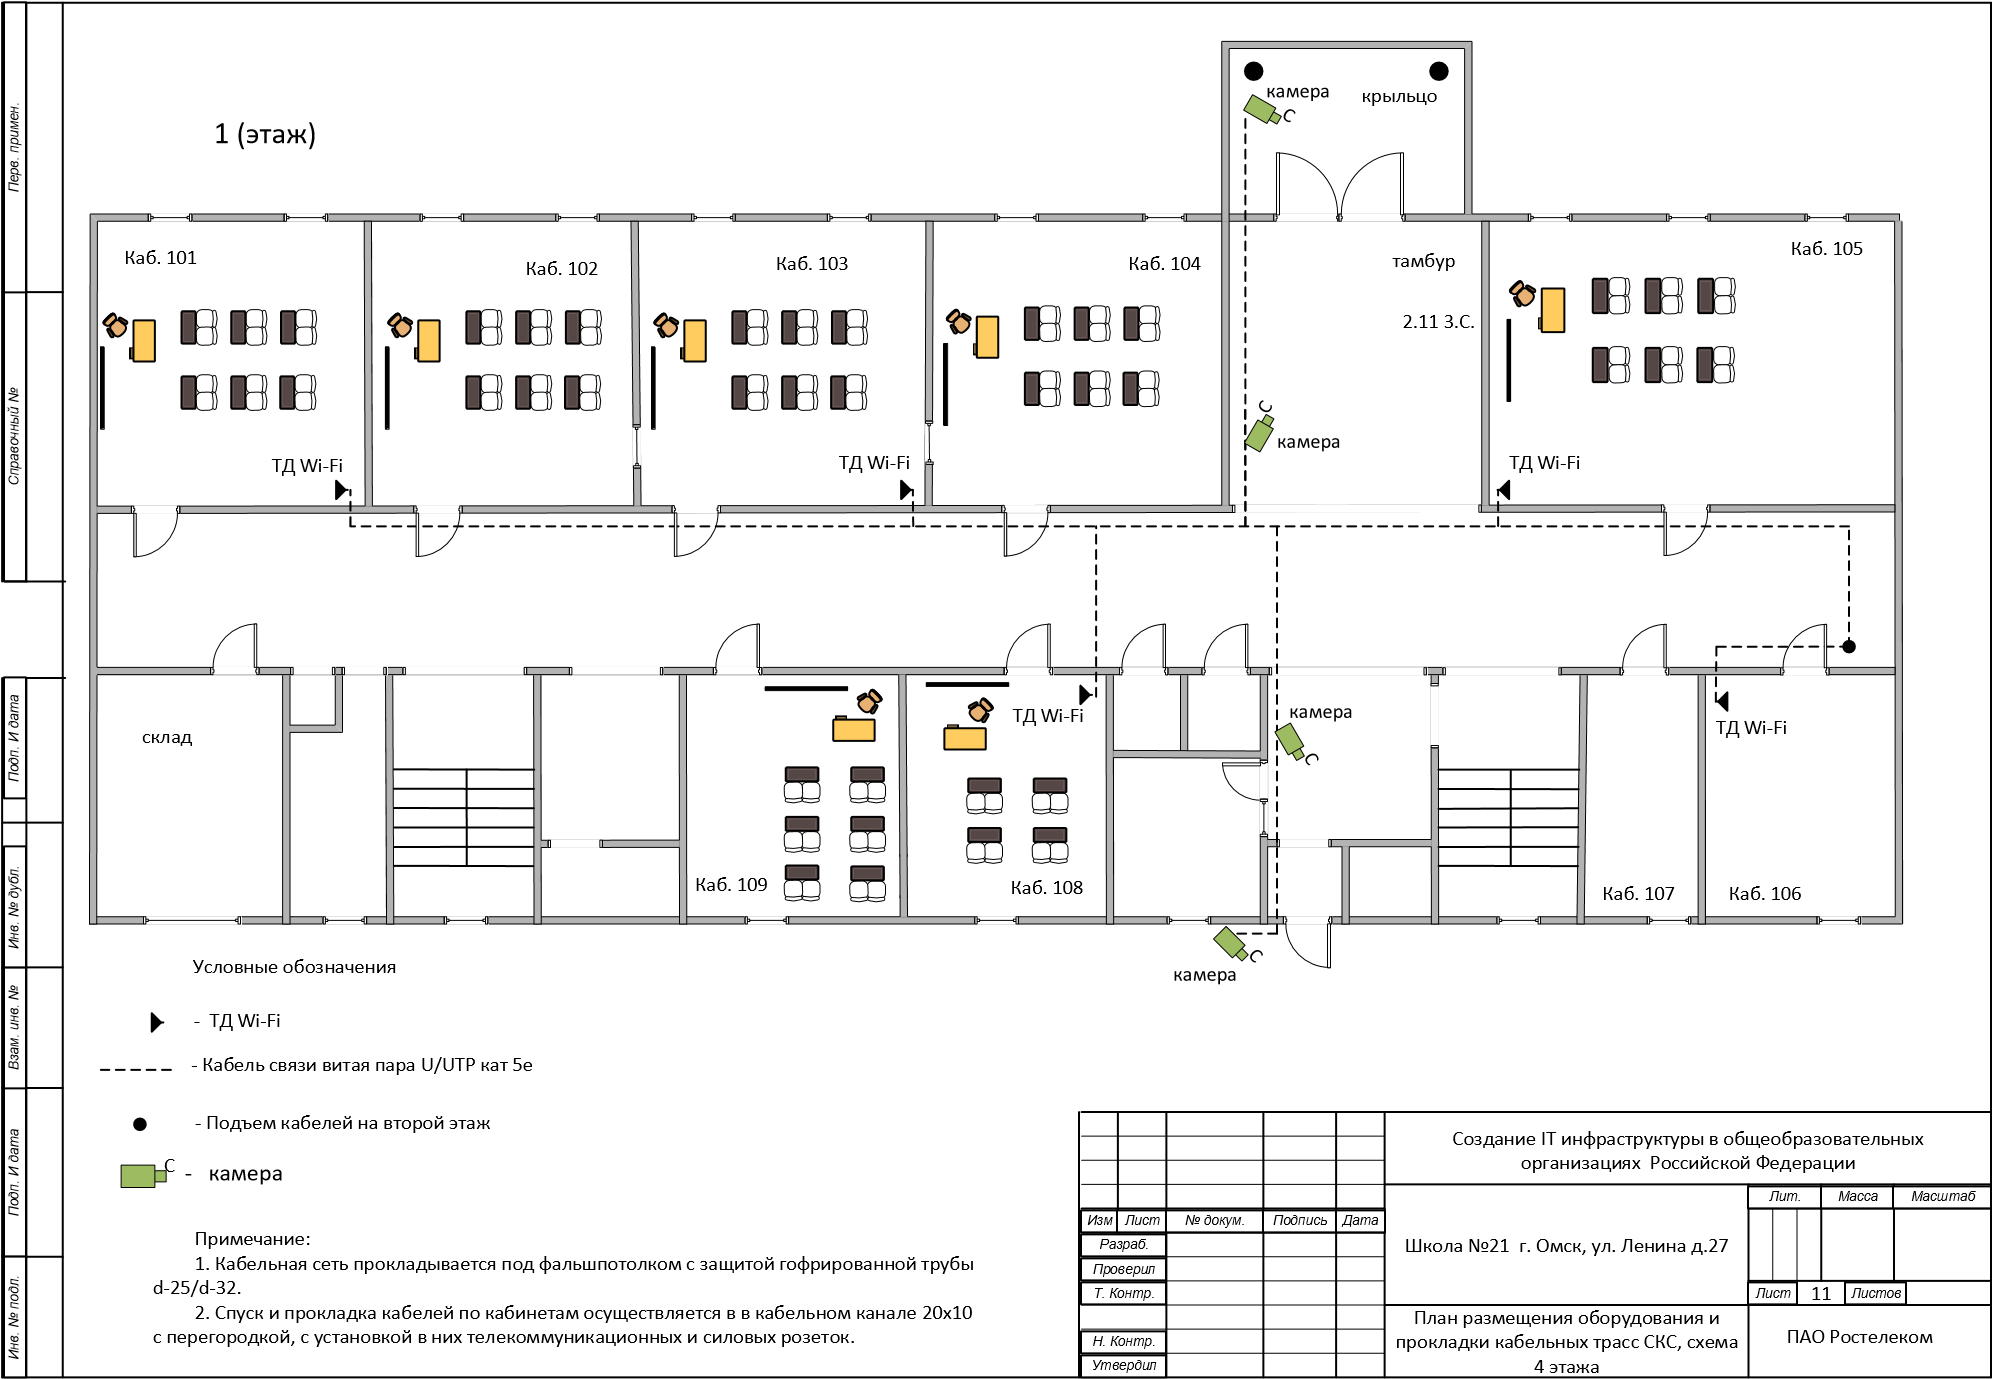 камера
крыльцо
С
1 (этаж)
Каб. 101
Каб. 102
Каб. 103
Каб. 104
тамбур
Каб. 105
2.11 З.С.
С
камера
ТД Wi-Fi
ТД Wi-Fi
ТД Wi-Fi
склад
ТД Wi-Fi
камера
С
ТД Wi-Fi
Каб. 109
Каб. 108
Каб. 107
Каб. 106
С
камера
Условные обозначения
- ТД Wi-Fi
- Кабель связи витая пара U/UTP кат 5е
- Подъем кабелей на второй этаж
С
- камера
Примечание:
1. Кабельная сеть прокладывается под фальшпотолком с защитой гофрированной трубы
d-25/d-32.
2. Спуск и прокладка кабелей по кабинетам осуществляется в в кабельном канале 20х10
с перегородкой, с установкой в них телекоммуникационных и силовых розеток.
Перв. примен.
Справочный №
Подп. И дата
Инв. № дубл.
Взам. инв. №
Подп. И дата
Инв. № подл.
Создание IT инфраструктуры в общеобразовательных
организациях Российской Федерации
Изм Лист № докум. Подпись Дата
Разраб.
Проверил
Т. Контр.
Н. Контр.
Утвердил
Школа №21 г. Омск, ул. Ленина д.27
Лит. Масса Масштаб
Лист 11 Листов
План размещения оборудования и
прокладки кабельных трасс СКС, схема
4 этажа
ПАО Ростелеком